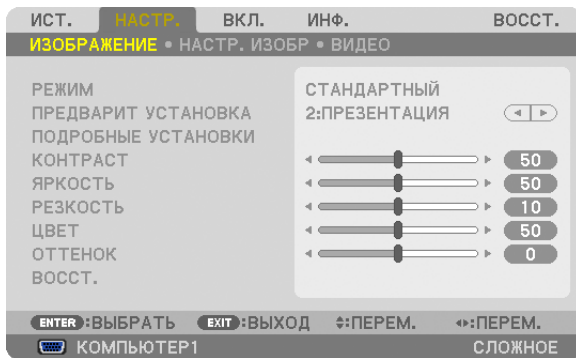 ИСТ. НАСТР. ВКЛ. ИНФ. ВОССТ.
ИЗОБРАЖЕНИЕ • НАСТР. ИЗОБР • ВИДЕО
РЕЖИМ СТАНДАРТНЫЙ
ПРЕДВАРИТ УСТАНОВКА 2:ПРЕЗЕНТАЦИЯ
ПОДРОБНЫЕ УСТАНОВКИ
КОНТРАСТ 50
ЯРКОСТЬ 50
РЕЗКОСТЬ 10
ЦВЕТ 50
ОТТЕНОК 0
ВОССТ.
ENTER :ВЫБРАТЬ EXIT :ВЫХОД :ПЕРЕМ. :ПЕРЕМ.
КОМПЬЮТЕР1 СЛОЖНОЕ